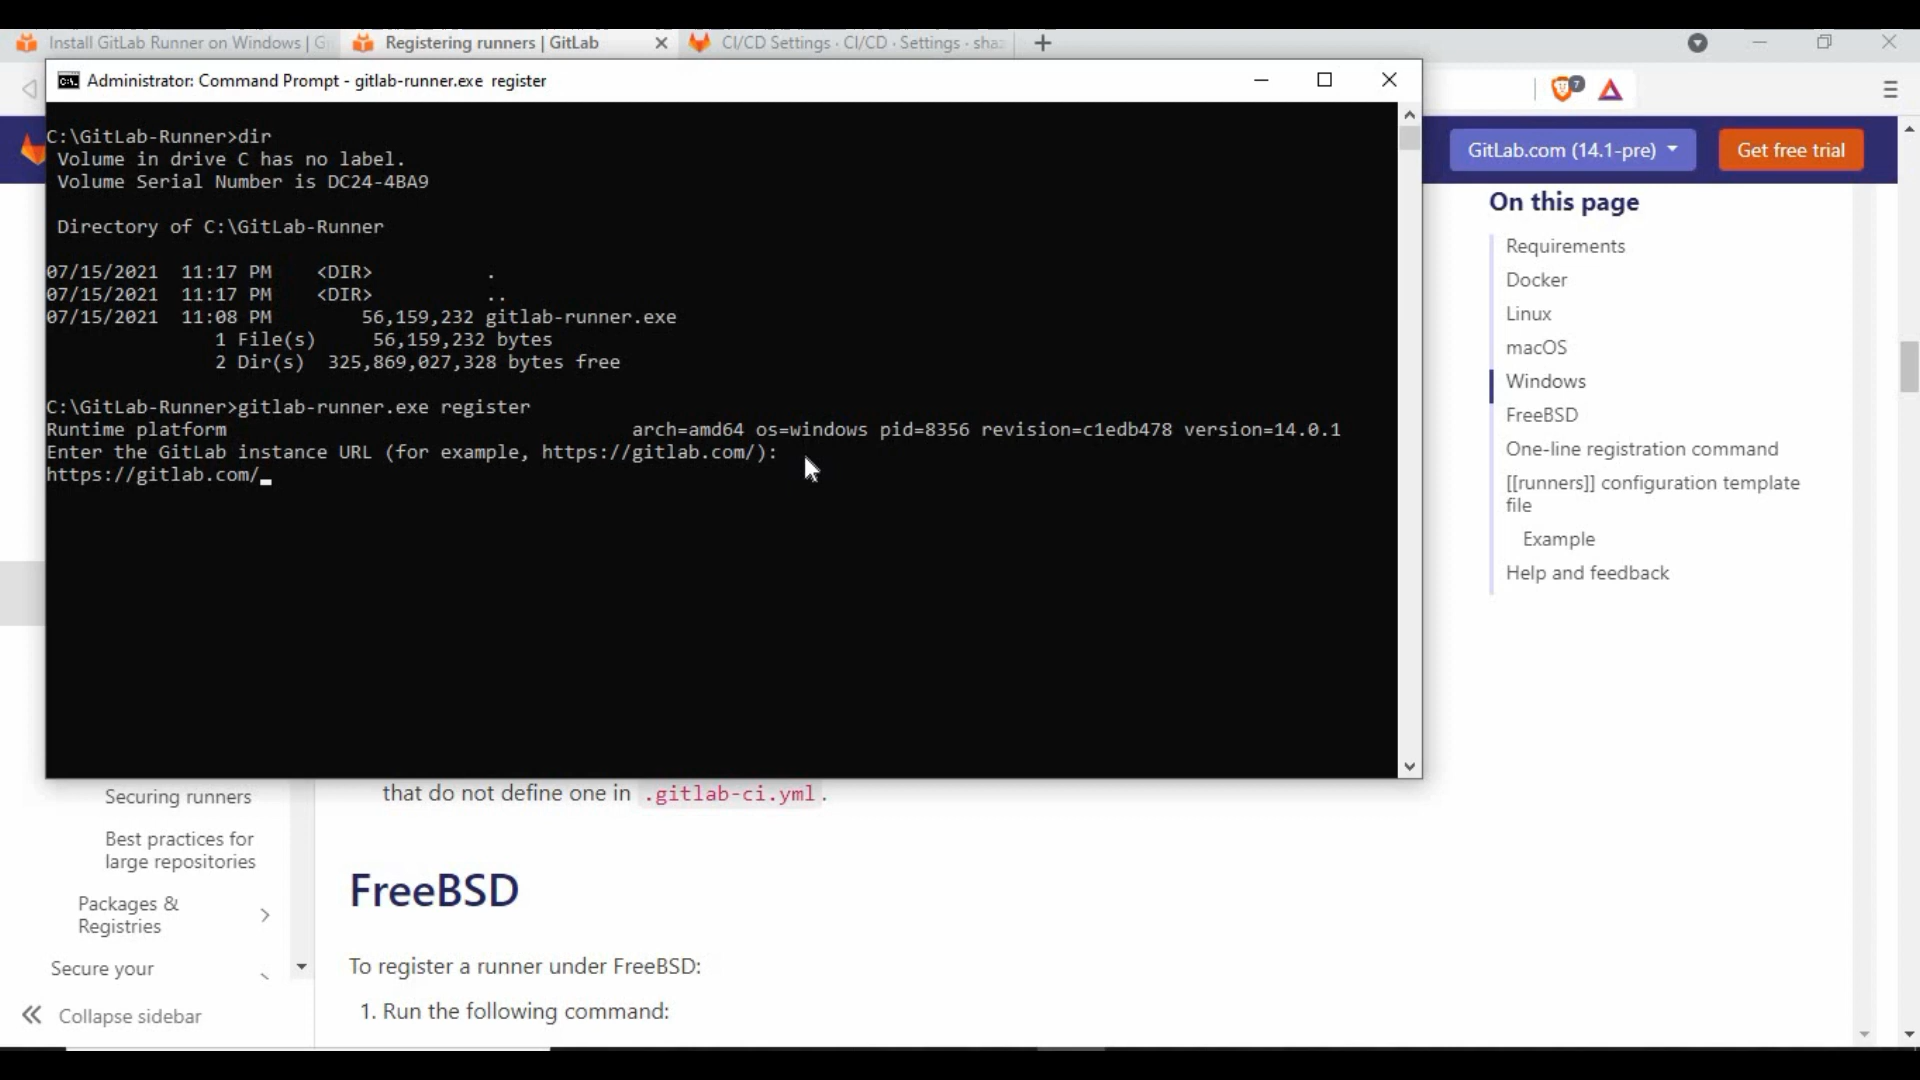 Install GitLab Runner on Windows | G
Registering runners | GitLab
CI/CD Settings · CI/CD · Settings · sha
Administrator: Command Prompt - gitlab-runner.exe  register
7
C:\GitLab-Runner>dir
Volume in drive C has no label.
Volume Serial Number is DC24-4BA9
Directory of C:\GitLab-Runner
07/15/2021  11:17 PM    <DIR>          .
07/15/2021  11:17 PM    <DIR>          ..
07/15/2021  11:08 PM        56,159,232 gitlab-runner.exe
1 File(s)     56,159,232 bytes
2 Dir(s)  325,869,027,328 bytes free
C:\GitLab-Runner>gitlab-runner.exe register
Runtime platform                                    arch=amd64 os=windows pid=8356 revision=c1edb478 version=14.0.1
Enter the GitLab instance URL (for example, https://gitlab.com/):
https://gitlab.com/
GitLab.com (14.1-pre)
Get free trial
On this page
Requirements
Docker
Linux
macOS
Windows
FreeBSD
One-line registration command
[[runners]] configuration template
file
Example
Help and feedback
Securing runners
Best practices for
large repositories
Packages &
Registries
Secure your
Collapse sidebar
that do not define one in .gitlab-ci.yml.
FreeBSD
To register a runner under FreeBSD:
1. Run the following command: